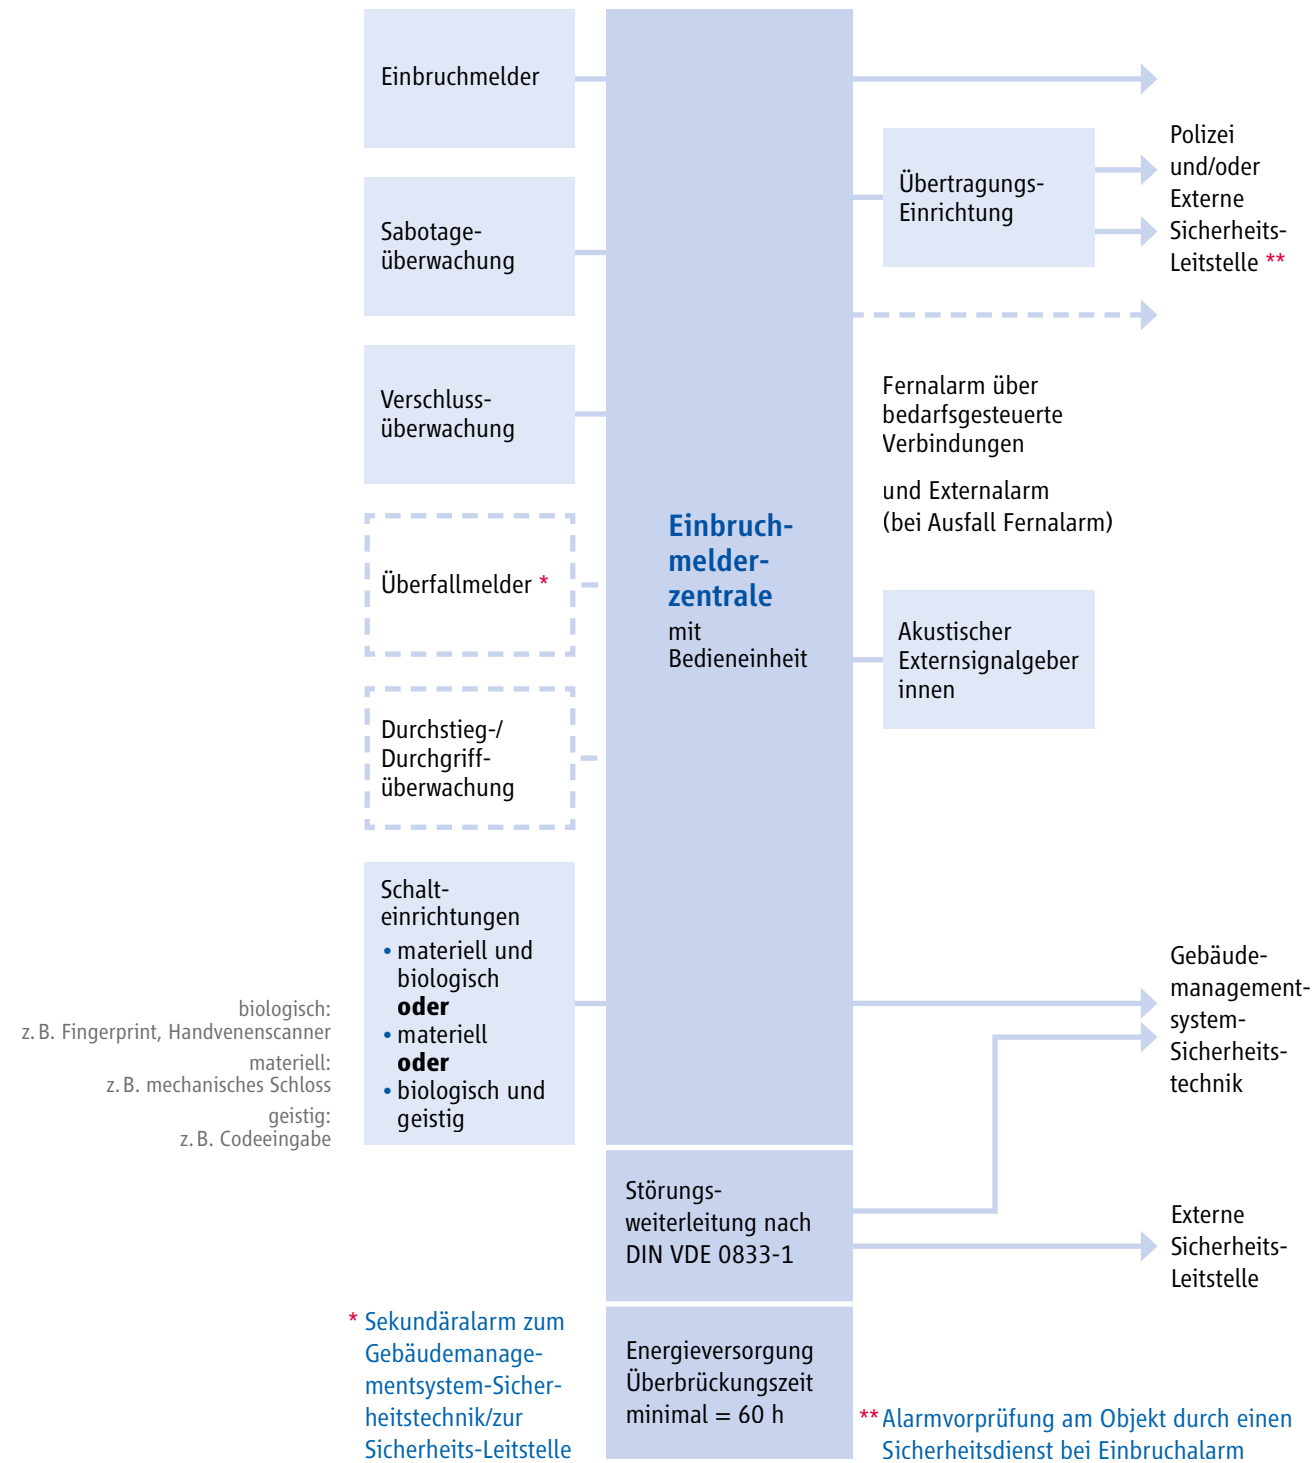 Einbruchmelder
Sabotage-
überwachung
Verschluss-
überwachung
Überfallmelder *
Durchstieg-/
Durchgriff-
überwachung
Schalt-
einrichtungen
• materiell und
biologisch
oder
• materiell
oder
• biologisch und
geistig
biologisch:
z. B. Fingerprint, Handvenenscanner
materiell:
z. B. mechanisches Schloss
geistig:
z. B. Codeeingabe
Einbruch-
melder-
zentrale
mit
Bedieneinheit
Störungs-
weiterleitung nach
DIN VDE 0833-1
Energieversorgung
Überbrückungszeit
minimal = 60 h
Übertragungs-
Einrichtung
Polizei
und/oder
Externe
Sicherheits-
Leitstelle **
Fernalarm über
bedarfsgesteuerte
Verbindungen
und Externalarm
(bei Ausfall Fernalarm)
Akustischer
Externsignalgeber
innen
Gebäude-
management-
system-
Sicherheits-
technik
Externe
Sicherheits-
Leitstelle
* Sekundäralarm zum
Gebäudemanage-
mentsystem-Sicher-
heitstechnik/zur
Sicherheits-Leitstelle
** Alarmvorprüfung am Objekt durch einen
Sicherheitsdienst bei Einbruchalarm